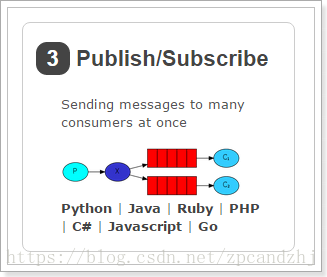 3 Publish/Subscribe
Sending messages to many
consumers at once
P
X
C₁
C₂
Python | Java | Ruby | PHP
| C# | Javascript | Go
https://blog.csdn.net/zpcandzhj